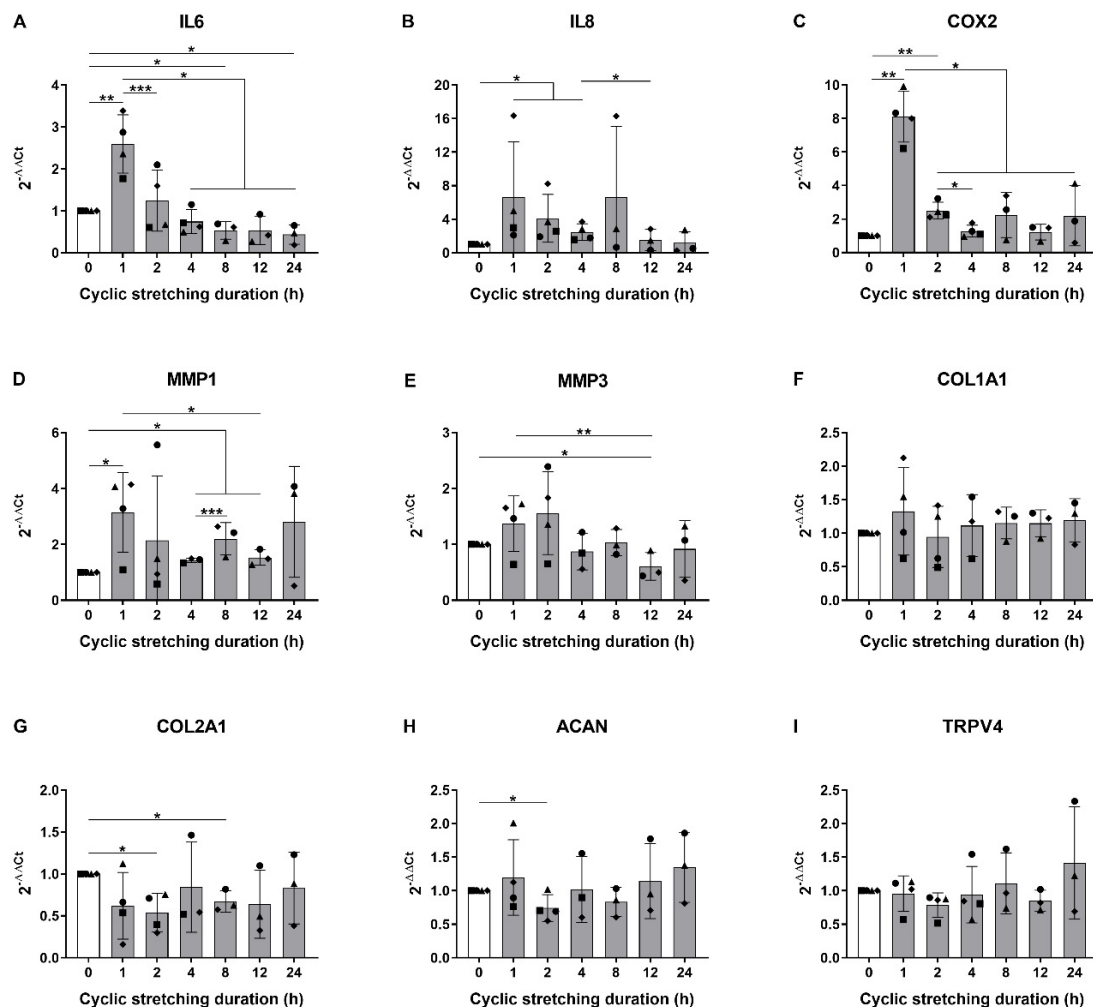 A IL6
* 
*
*
** ***
4
3
2
1
0
2-ΔΔCt
0 1 2 4 8 12 24
Cyclic stretching duration (h)
B IL8
* *
20
16
12
8
4
0
2-ΔΔCt
0 1 2 4 8 12 24
Cyclic stretching duration (h)
C COX2
**
*
**
*
10
8
6
4
2
0
2-ΔΔCt
0 1 2 4 8 12 24
Cyclic stretching duration (h)
D MMP1
*
*
*
***
6
4
2
0
2-ΔΔCt
0 1 2 4 8 12 24
Cyclic stretching duration (h)
E MMP3
**
*
3
2
1
0
2-ΔΔCt
0 1 2 4 8 12 24
Cyclic stretching duration (h)
F COL1A1
2.5
2.0
1.5
1.0
0.5
0.0
2-ΔΔCt
0 1 2 4 8 12 24
Cyclic stretching duration (h)
G COL2A1
*
*
2.0
1.5
1.0
0.5
0.0
2-ΔΔCt
0 1 2 4 8 12 24
Cyclic stretching duration (h)
H ACAN
*
2.5
2.0
1.5
1.0
0.5
0.0
2-ΔΔCt
0 1 2 4 8 12 24
Cyclic stretching duration (h)
I TRPV4
2.5
2.0
1.5
1.0
0.5
0.0
2-ΔΔCt
0 1 2 4 8 12 24
Cyclic stretching duration (h)